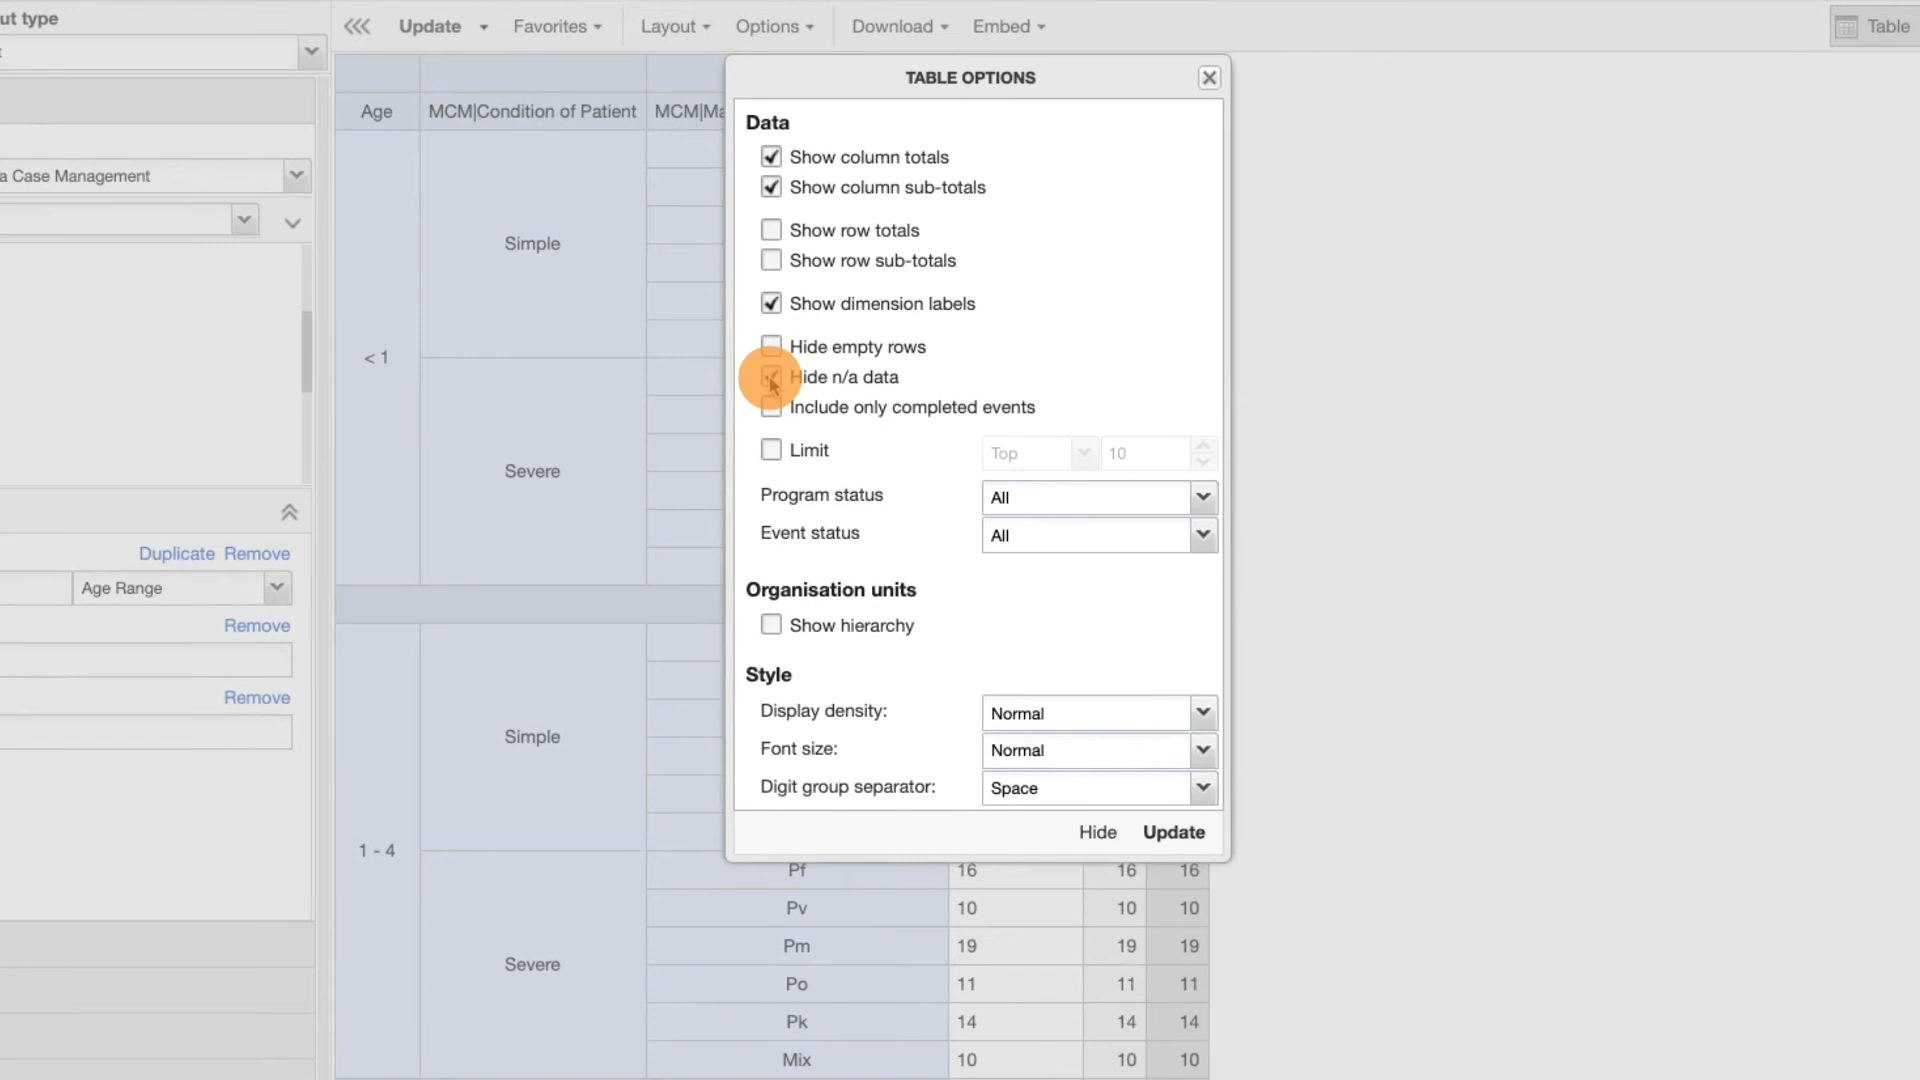 ut type
Update
Favorites
Layout
Options
Download
Embed
Table
TABLE OPTIONS
Age
MCM|Condition of Patient
MCM|Ma
Data
Show column totals
Show column sub-totals
Show row totals
Show row sub-totals
Show dimension labels
Hide empty rows
Hide n/a data
Include only completed events
Limit
Top
10
Program status
All
Event status
All
Organisation units
Show hierarchy
Style
Display density:
Normal
Font size:
Normal
Digit group separator:
Space
Hide
Update
a Case Management
Duplicate Remove
Age Range
Remove
Remove
< 1
Simple
Severe
1 - 4
Simple
Severe
Pf 16 16 16
Pv 10 10 10
Pm 19 19 19
Po 11 11 11
Pk 14 14 14
Mix 10 10 10